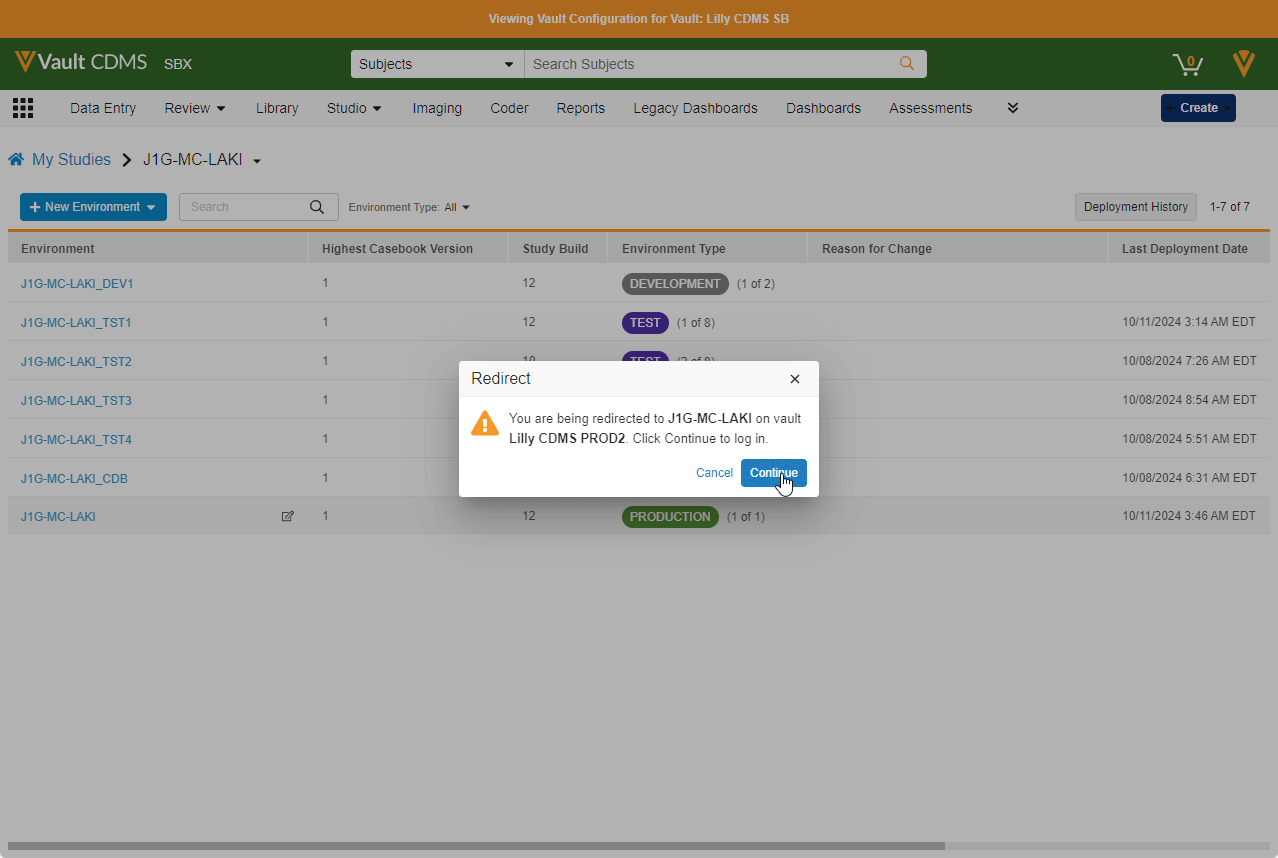 Viewing Vault Configuration for Vault: Lilly CDMS SB
Vault CDMS SBX
Subjects Search Subjects
0
Data Entry Review Library Studio Imaging Coder Reports Legacy Dashboards Dashboards Assessments
+ Create
My Studies J1G-MC-LAKI
+ New Environment Search Environment Type: All Deployment History 1-7 of 7
Environment Highest Casebook Version Study Build Environment Type Reason for Change Last Deployment Date
J1G-MC-LAKI_DEV1 1 12 DEVELOPMENT (1 of 2)
J1G-MC-LAKI_TST1 1 12 TEST (1 of 8) 10/11/2024 3:14 AM EDT
J1G-MC-LAKI_TST2 1 10 TEST (2 of 8) 10/08/2024 7:26 AM EDT
J1G-MC-LAKI_TST3 1 10/08/2024 8:54 AM EDT
J1G-MC-LAKI_TST4 1 10/08/2024 5:51 AM EDT
J1G-MC-LAKI_CDB 1 10/08/2024 6:31 AM EDT
J1G-MC-LAKI 1 12 PRODUCTION (1 of 1) 10/11/2024 3:46 AM EDT
Redirect
You are being redirected to J1G-MC-LAKI on vault
Lilly CDMS PROD2. Click Continue to log in.
Cancel Continue